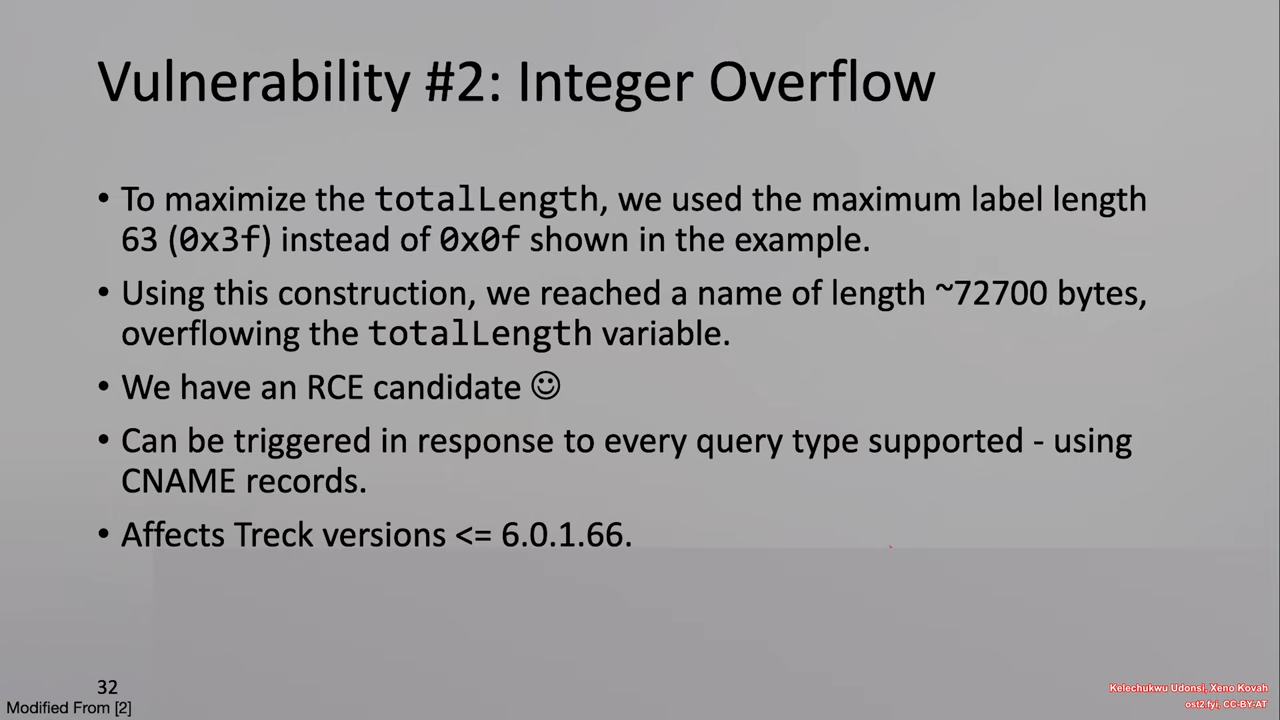 Vulnerability #2: Integer Overflow
• To maximize the totalLength, we used the maximum label length
63 (0x3f) instead of 0x0f shown in the example.
• Using this construction, we reached a name of length ~72700 bytes,
overflowing the totalLength variable.
• We have an RCE candidate ☺
• Can be triggered in response to every query type supported - using
CNAME records.
• Affects Treck versions <= 6.0.1.66.
32
Modified From [2]
Kelechukwu Udonsi, Xeno Kovah
ost2.fyi, CC-BY-AT